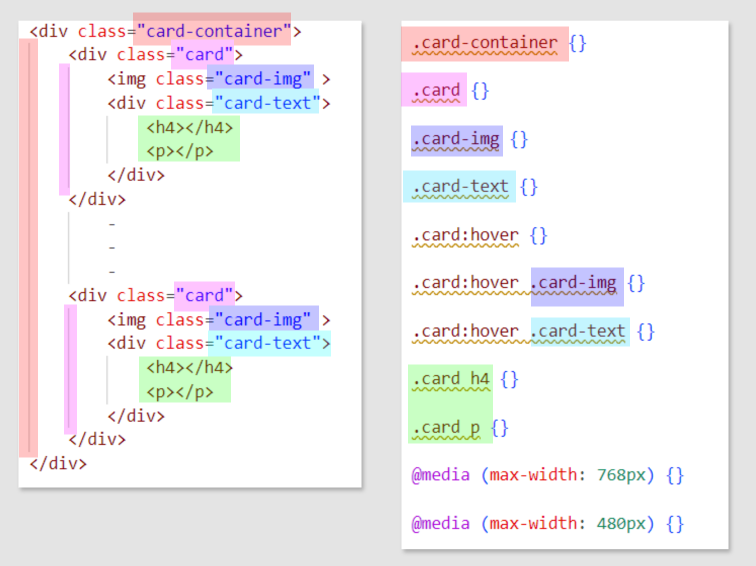 <div class="card-container">
<div class="card">
<img class="card-img" >
<div class="card-text">
<h4></h4>
<p></p>
</div>
</div>
-
-
-
<div class="card">
<img class="card-img" >
<div class="card-text">
<h4></h4>
<p></p>
</div>
</div>
</div>
.card-container {}
.card {}
.card-img {}
.card-text {}
.card:hover {}
.card:hover .card-img {}
.card:hover .card-text {}
.card h4 {}
.card p {}
@media (max-width: 768px) {}
@media (max-width: 480px) {}